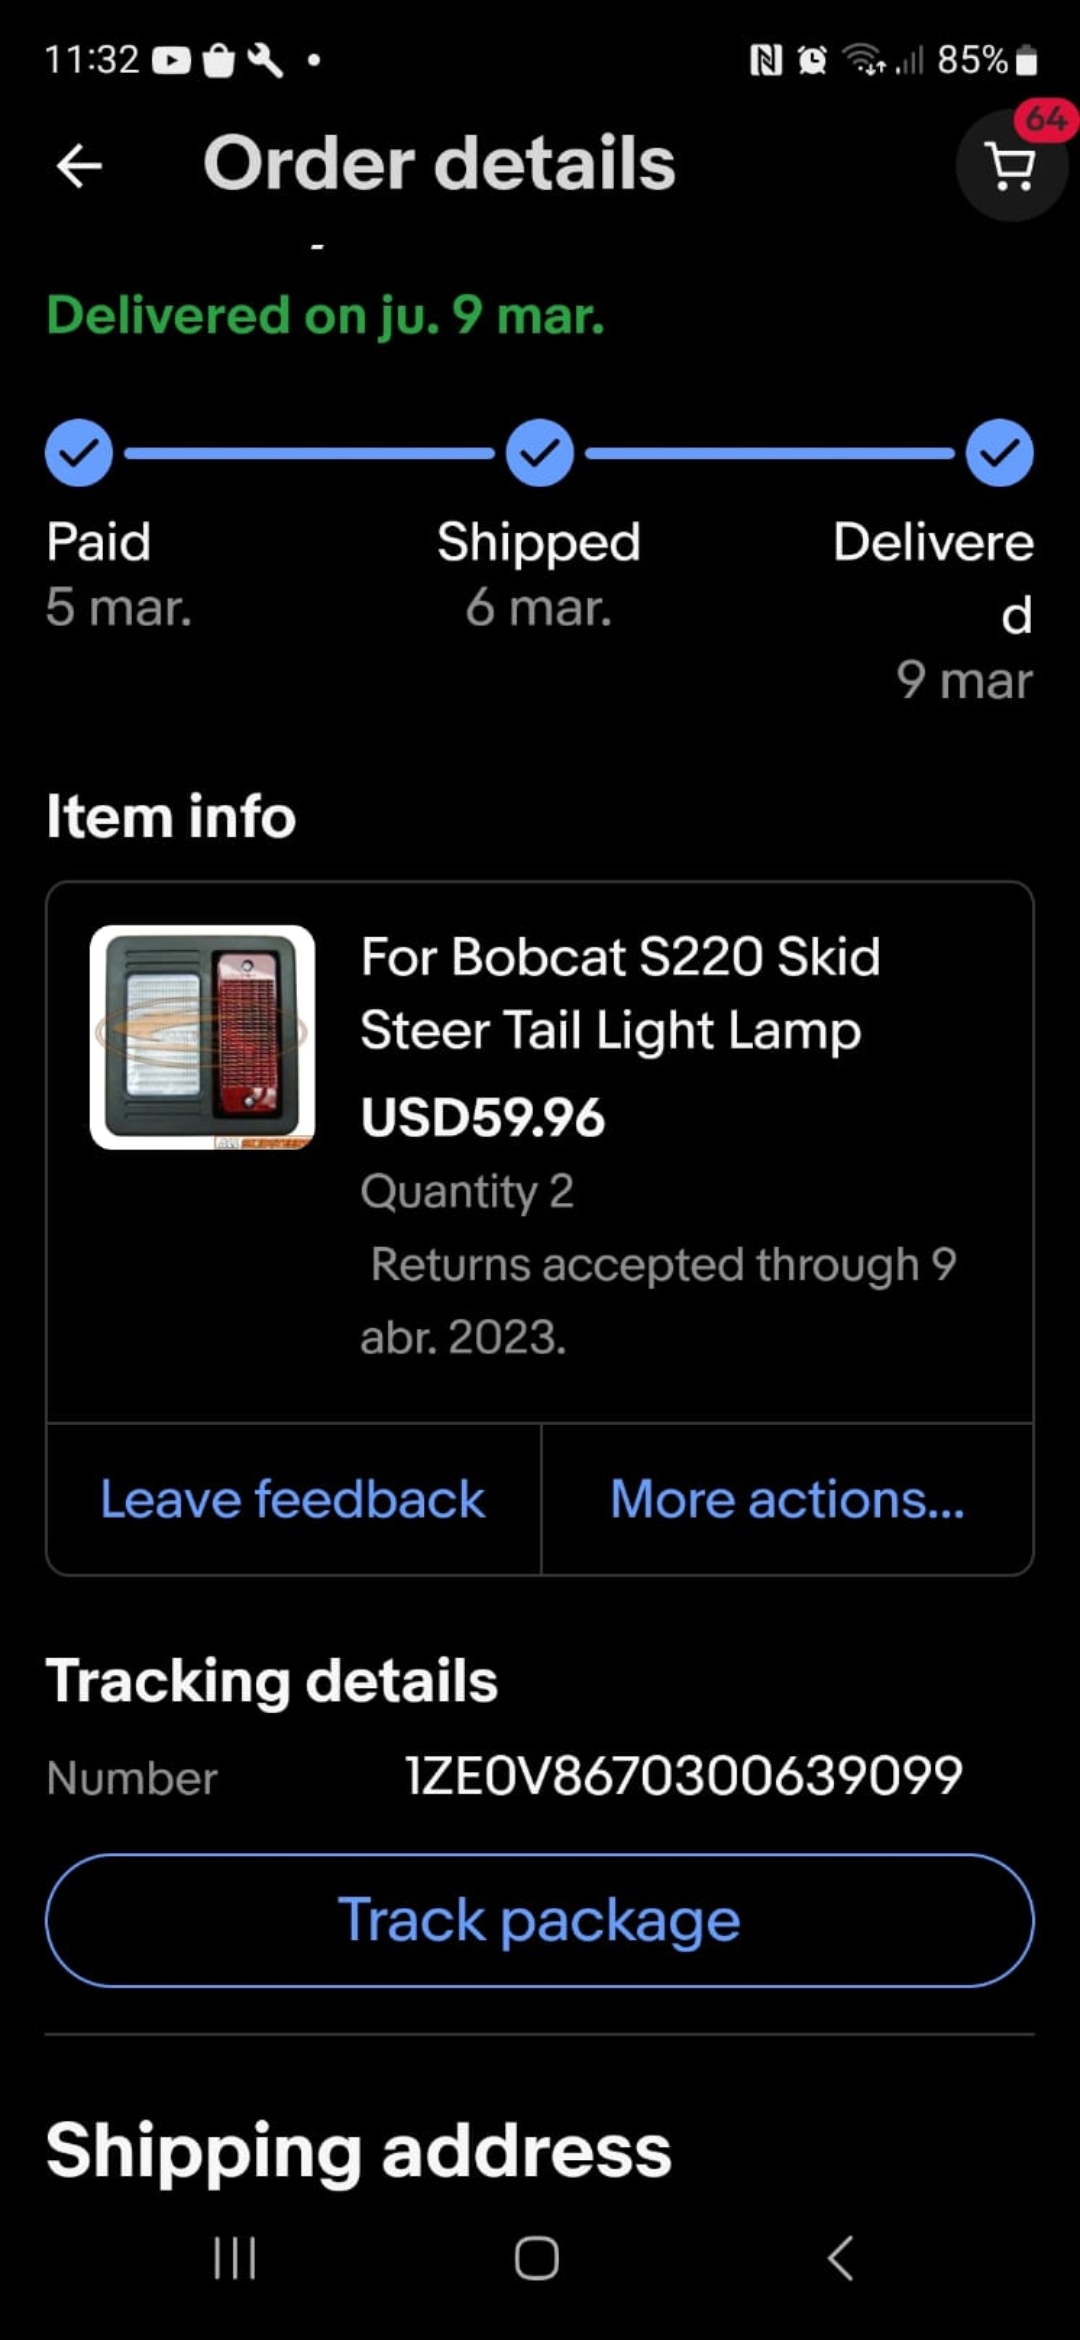 11:32
85%
64
Order details
Delivered on ju. 9 mar.
Paid
Shipped
Delivere
d
5 mar.
6 mar.
9 mar
Item info
For Bobcat S220 Skid
Steer Tail Light Lamp
USD59.96
Quantity 2
Returns accepted through 9
abr. 2023.
Leave feedback
More actions...
Tracking details
Number
1ZE0V8670300639099
Track package
Shipping address